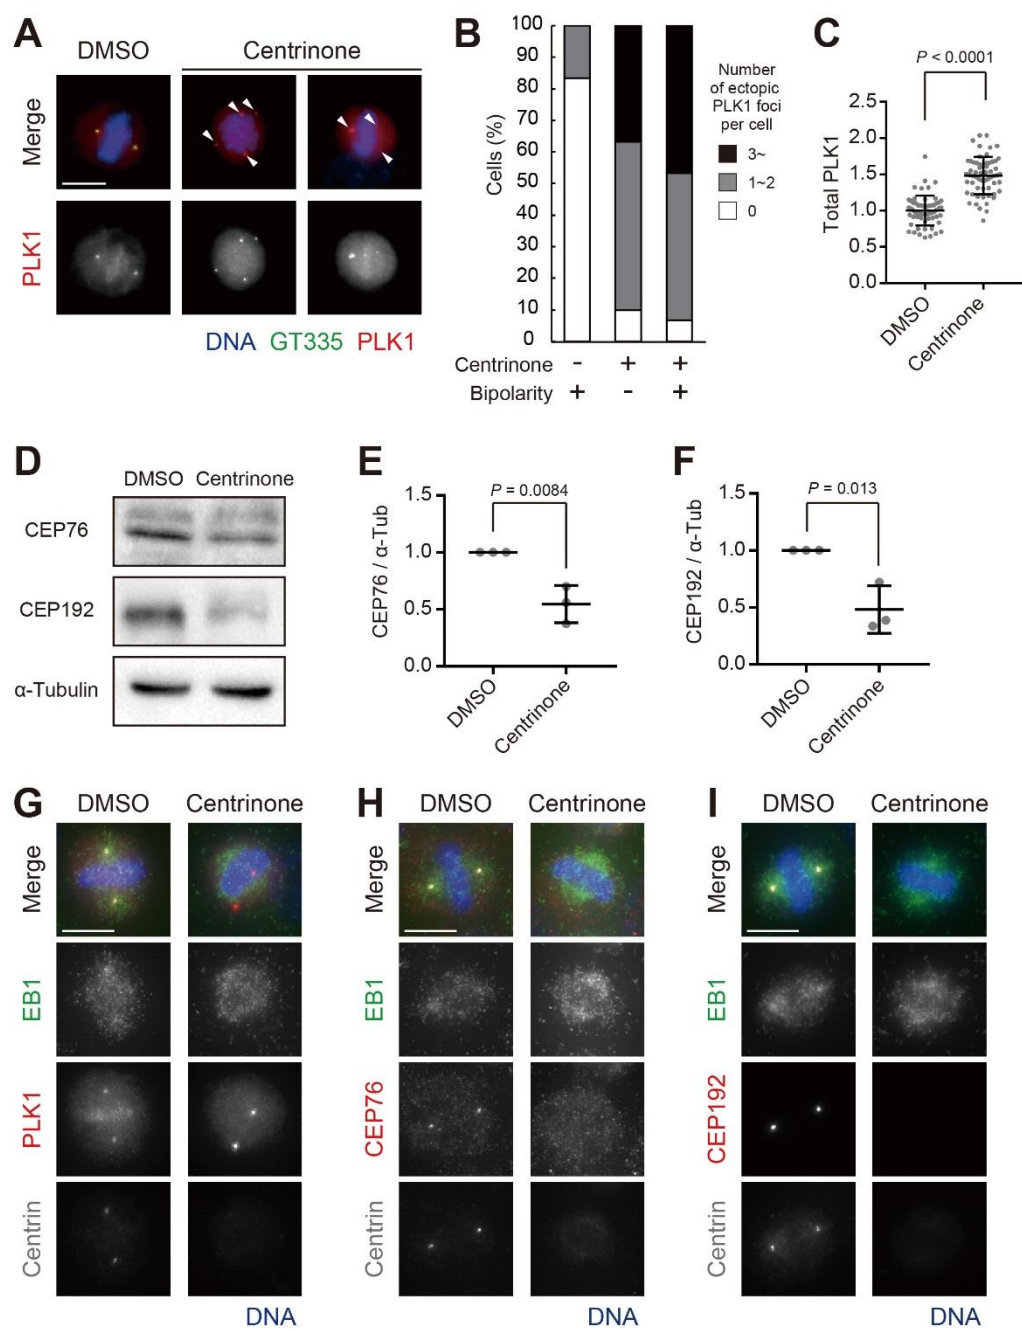 A
DMSO Centrinone
Merge
PLK1
DNA GT335 PLK1
B
Cells (%)
100
90
80
70
60
50
40
30
20
10
0
Number
of ectopic
PLK1 foci
per cell
3~
1~2
0
Centrinone - + +
Bipolarity + - +
C
P < 0.0001
Total PLK1
2.5
2.0
1.5
1.0
0.5
0
DMSO
Centrinone
D
DMSO Centrinone
CEP76
CEP192
α-Tubulin
E
P = 0.0084
CEP76 / α-Tub
1.5
1.0
0.5
0.0
DMSO
Centrinone
F
P = 0.013
CEP192 / α-Tub
1.5
1.0
0.5
0.0
DMSO
Centrinone
G
DMSO Centrinone
Merge
EB1
PLK1
Centrin
DNA
H
DMSO Centrinone
Merge
EB1
CEP76
Centrin
DNA
I
DMSO Centrinone
Merge
EB1
CEP192
Centrin
DNA